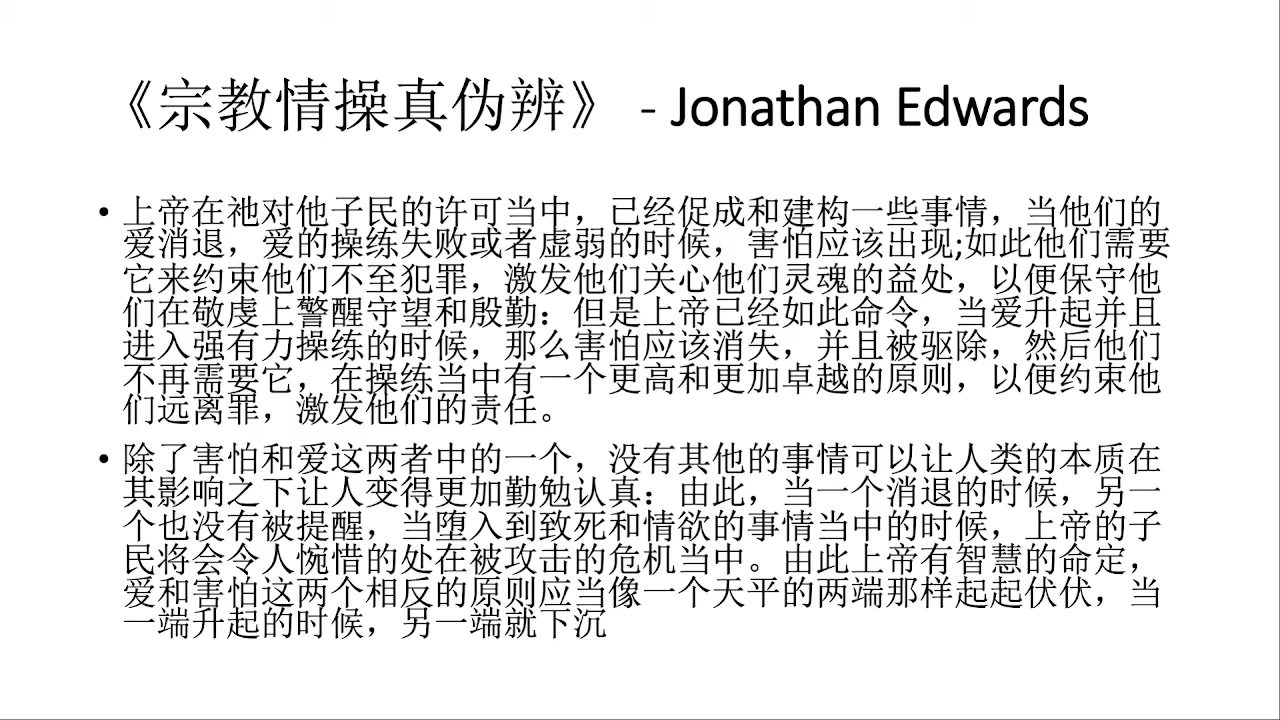 《宗教情操真伪辨》 - Jonathan Edwards
• 上帝在祂对他子民的许可当中，已经促成和建构一些事情，当他们的
爱消退，爱的操练失败或者虚弱的时候，害怕应该出现;如此他们需要
它来约束他们不至犯罪，激发他们关心他们灵魂的益处，以便保守他
们在敬虔上警醒守望和殷勤：但是上帝已经如此命令，当爱升起并且
进入强有力操练的时候，那么害怕应该消失，并且被驱除，然后他们
不再需要它，在操练当中有一个更高和更加卓越的原则，以便约束他
们远离罪，激发他们的责任。
• 除了害怕和爱这两者中的一个，没有其他的事情可以让人类的本质在
其影响之下让人变得更加勤勉认真：由此，当一个消退的时候，另一
个也没有被提醒，当堕入到致死和情欲的事情当中的时候，上帝的子
民将会令人惋惜的处在被攻击的危机当中。由此上帝有智慧的命定，
爱和害怕这两个相反的原则应当像一个天平的两端那样起起伏伏，当
一端升起的时候，另一端就下沉